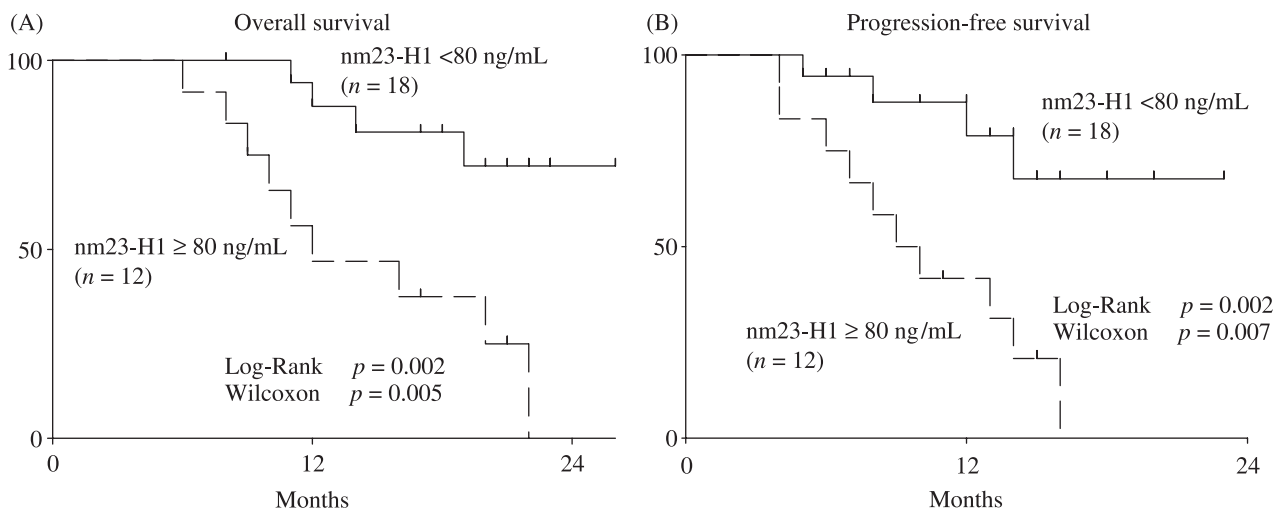 (A) Overall survival
100
nm23-H1 <80 ng/mL
(n = 18)
50
nm23-H1 ≥ 80 ng/mL
(n = 12)
Log-Rank p = 0.002
Wilcoxon p = 0.005
0
0 12 24
Months
(B) Progression-free survival
100
nm23-H1 <80 ng/mL
(n = 18)
50
nm23-H1 ≥ 80 ng/mL
(n = 12)
Log-Rank p = 0.002
Wilcoxon p = 0.007
0
0 12 24
Months